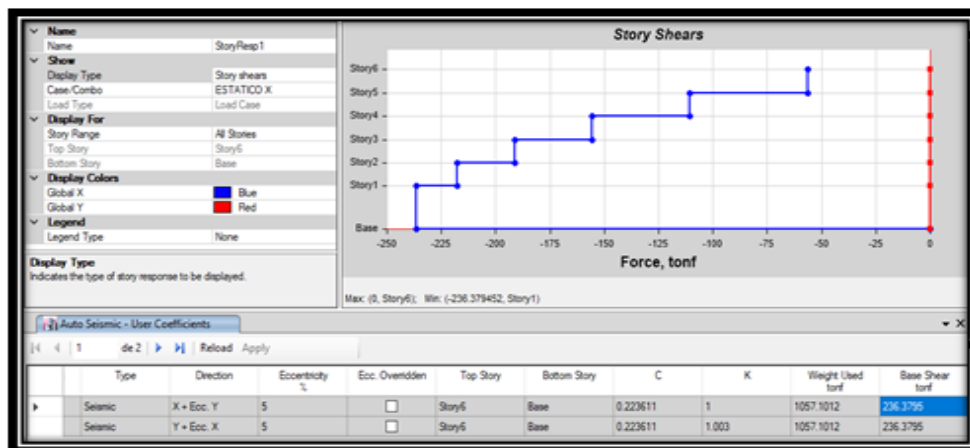 Name
Name StoryResp1
Show
Display Type Story shears
Case/Combo ESTATICO X
Load Type Load Case
Display For
Story Range All Stories
Top Story Story6
Bottom Story Base
Display Colors
Global X Blue
Global Y Red
Legend
Legend Type None
Display Type
Indicates the type of story response to be displayed.
Story Shears
Story6
Story5
Story4
Story3
Story2
Story1
Base
-250 -225 -200 -175 -150 -125 -100 -75 -50 -25 0
Force, tonf
Max: (0, Story6); Min: (-236.379452, Story1)
Auto Seismic - User Coefficients
1 de 2 Reload Apply
Type Direction Eccentricity % Ecc. Overridden Top Story Bottom Story C K Weight Used tonf Base Shear tonf
Seismic X + Ecc. Y 5 Story6 Base 0.223611 1 1057.1012 236.3795
Seismic Y + Ecc. X 5 Story6 Base 0.223611 1.003 1057.1012 236.3795